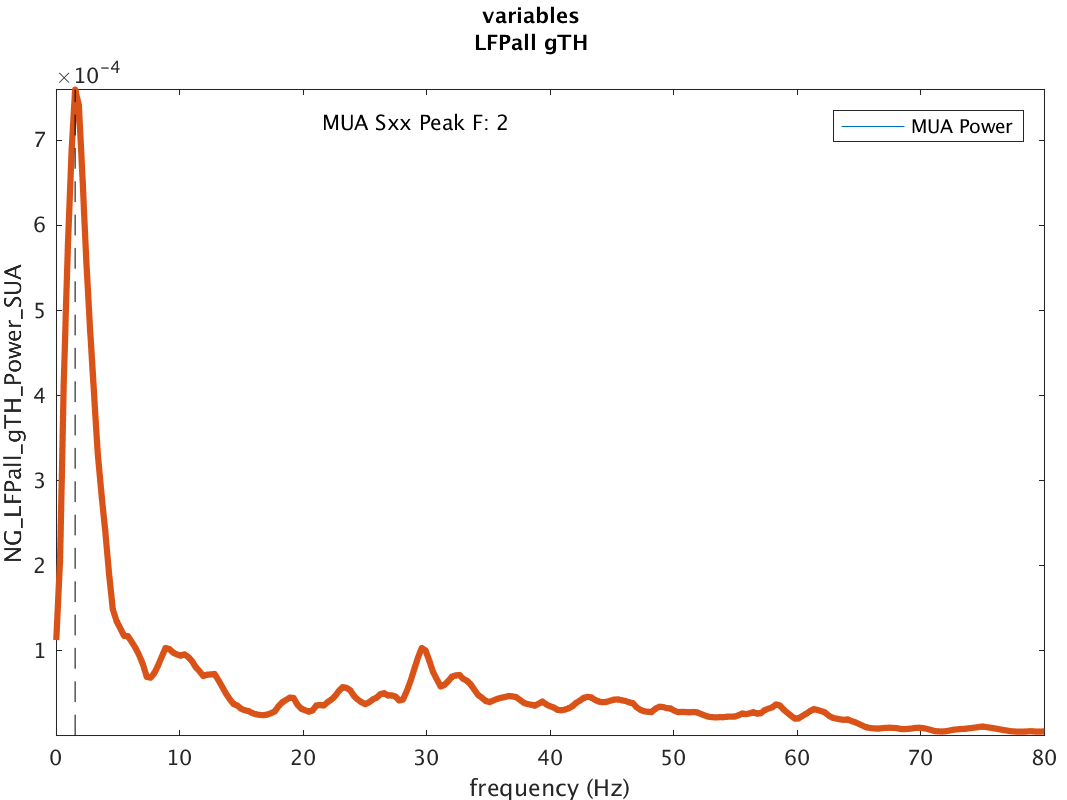 variables
LFPall gTH
×10⁻⁴
MUA Sxx Peak F: 2
MUA Power
7
6
5
4
3
2
1
NG_LFPall_gTH_Power_SUA
0 10 20 30 40 50 60 70 80
frequency (Hz)